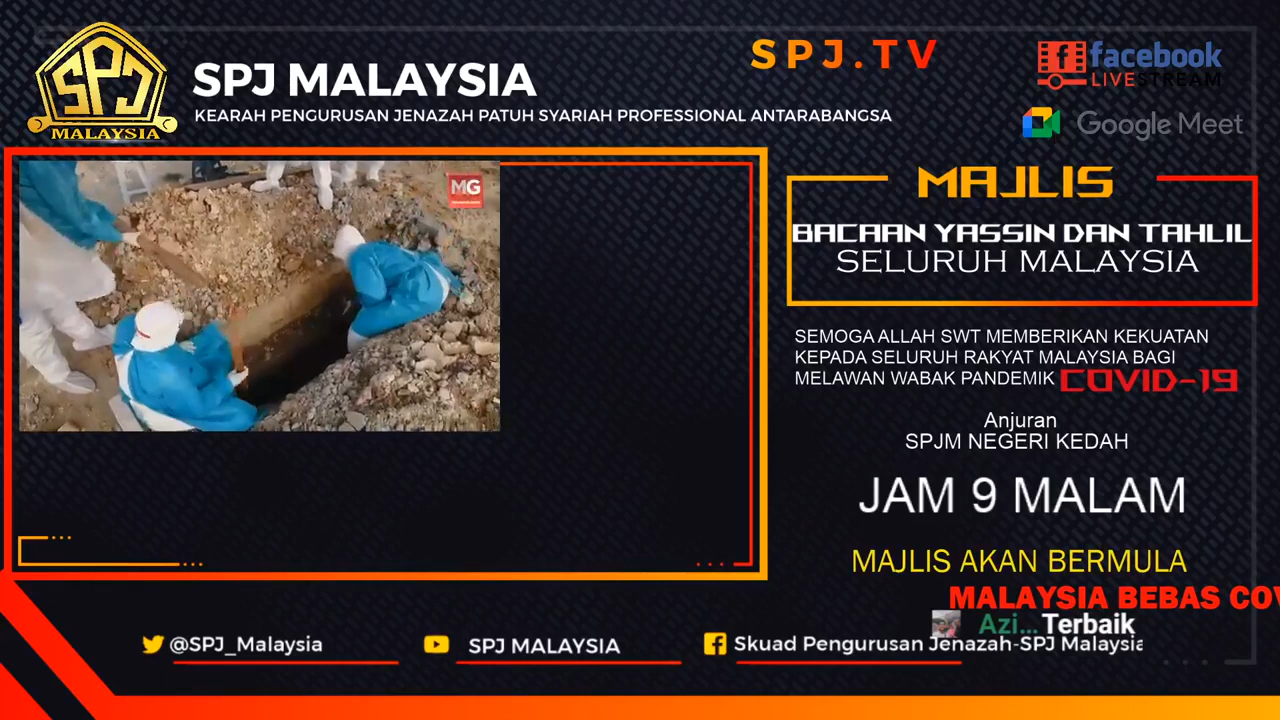 SPJ
MALAYSIA
SPJ MALAYSIA
KEARAH PENGURUSAN JENAZAH PATUH SYARIAH PROFESSIONAL ANTARABANGSA
SPJ.TV
facebook
LIVESTREAM
Google Meet
MG
MAJLIS
BACAAN YASSIN DAN TAHLIL
SELURUH MALAYSIA
SEMOGA ALLAH SWT MEMBERIKAN KEKUATAN
KEPADA SELURUH RAKYAT MALAYSIA BAGI
MELAWAN WABAK PANDEMIK COVID-19
Anjuran
SPJM NEGERI KEDAH
JAM 9 MALAM
MAJLIS AKAN BERMULA
MALAYSIA BEBAS COV
Azi... Terbaik
@SPJ_Malaysia
SPJ MALAYSIA
Skuad Pengurusan Jenazah-SPJ Malaysia